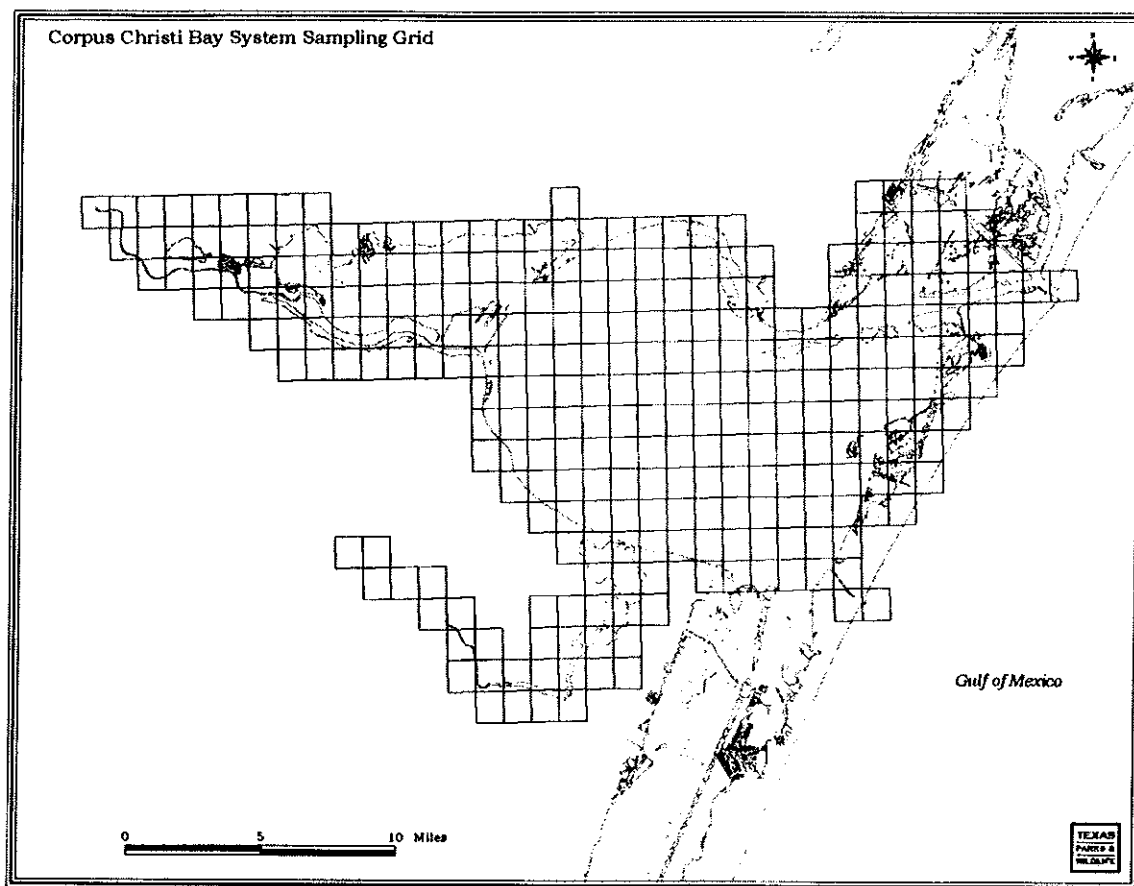 Corpus Christi Bay System Sampling Grid
Gulf of Mexico
0 5 10 Miles
TEXAS
PARKS &
WILDLIFE